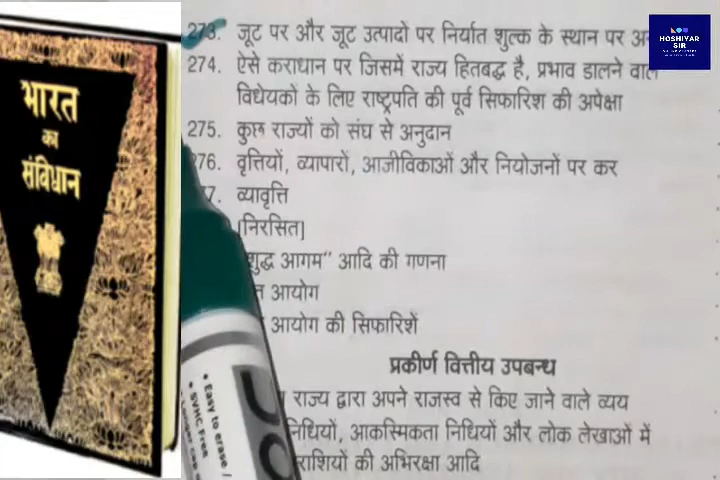 भारत
का
संविधान
HOSHIYAR
SIR
273. जूट पर और जूट उत्पादों पर निर्यात शुल्क के स्थान पर
274. ऐसे कराधान पर जिसमें राज्य हितबद्ध है, प्रभाव डालने वाले
विधेयकों के लिए राष्ट्रपति की पूर्व सिफारिश की अपेक्षा
275. कुछ राज्यों को संघ से अनुदान
276. वृत्तियों, व्यापारों, आजीविकाओं और नियोजनों पर कर
व्यावृत्ति
[निरसित]
"शुद्ध आगम" आदि की गणना
आयोग
आयोग की सिफारिशें
प्रकीर्ण वित्तीय उपबन्ध
राज्य द्वारा अपने राजस्व से किए जाने वाले व्यय
निधियों, आकस्मिकता निधियों और लोक लेखाओं में
राशियों की अभिरक्षा आदि
• Easy to erase
• SVHC Free